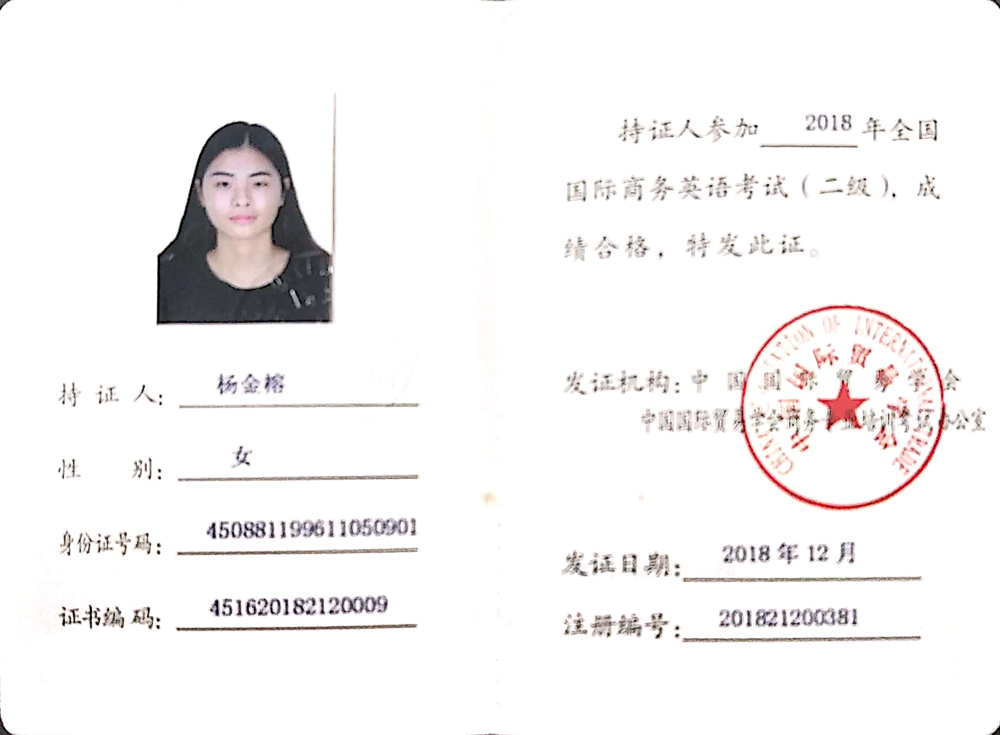 持证人：杨金榕
性别：女
身份证号码：450881199611050901
证书编码：451620182120009
持证人参加 2018 年全国
国际商务英语考试（二级），成
绩合格，特发此证。
发证机构：中国国际贸易学会
中国国际贸易学会商务专业培训考试办公室
发证日期：2018 年 12 月
注册编号：201821200381
中国国际贸易学会
OF INTERNATIONAL TRADE